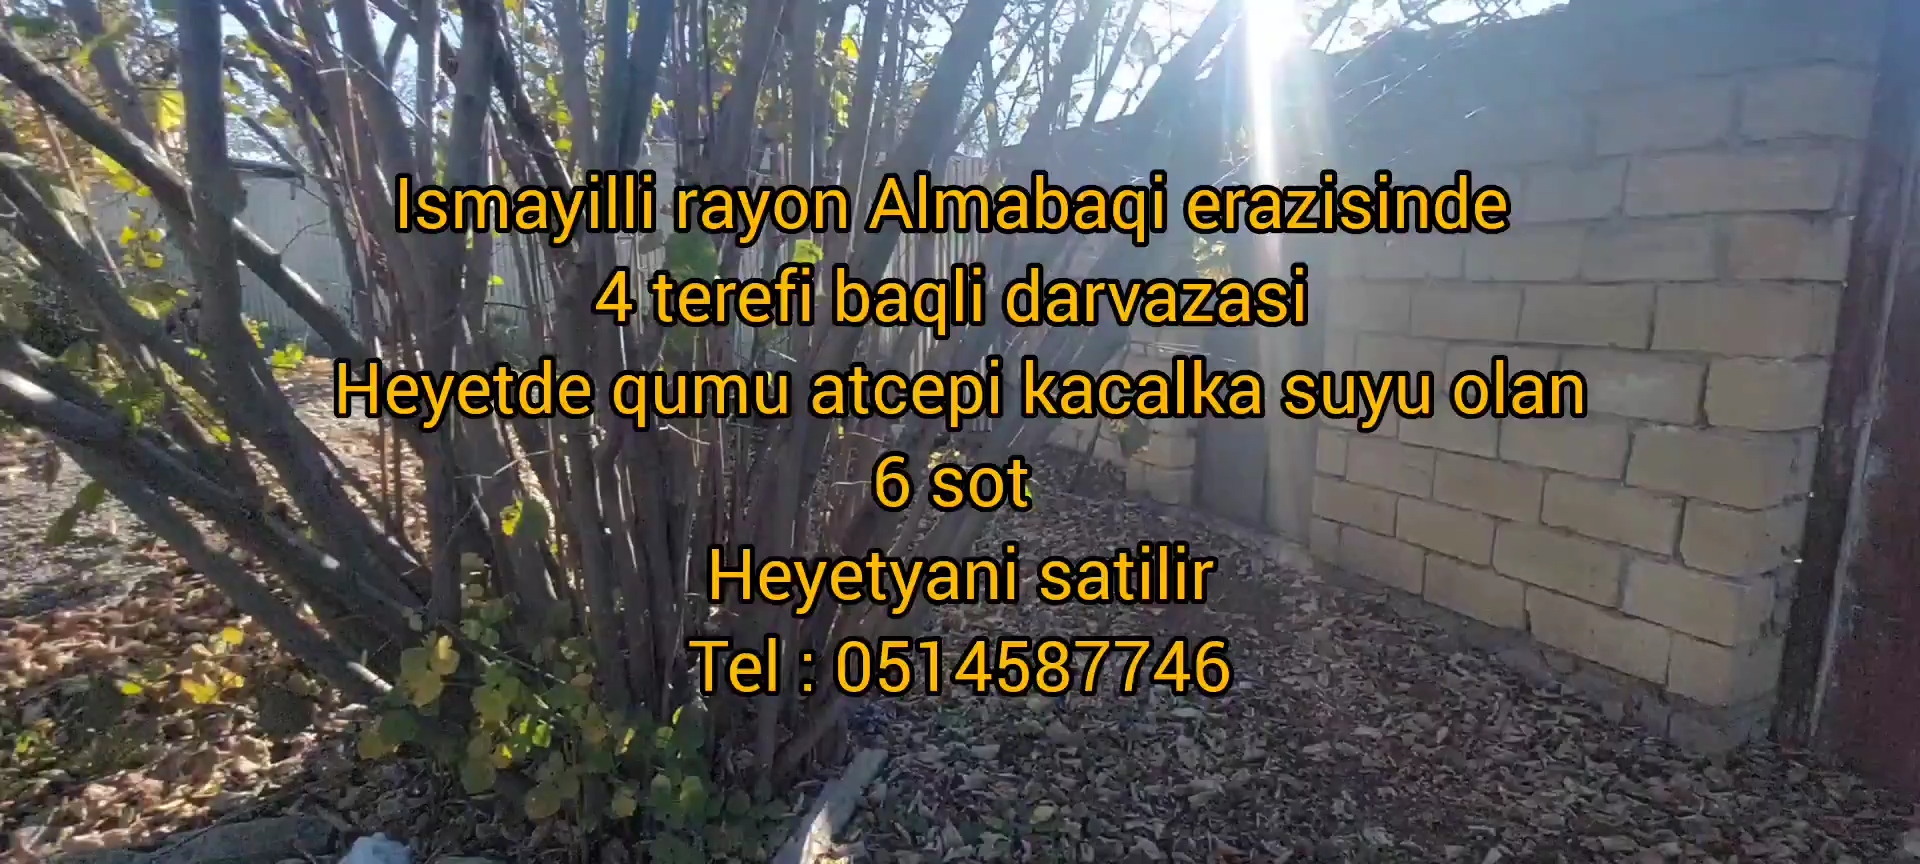 Ismayilli rayon Almabaqi erazisinde
4 terefi baqli darvazasi
Heyetde qumu atcepi kacalka suyu olan
6 sot
Heyetyani satilir
Tel : 0514587746